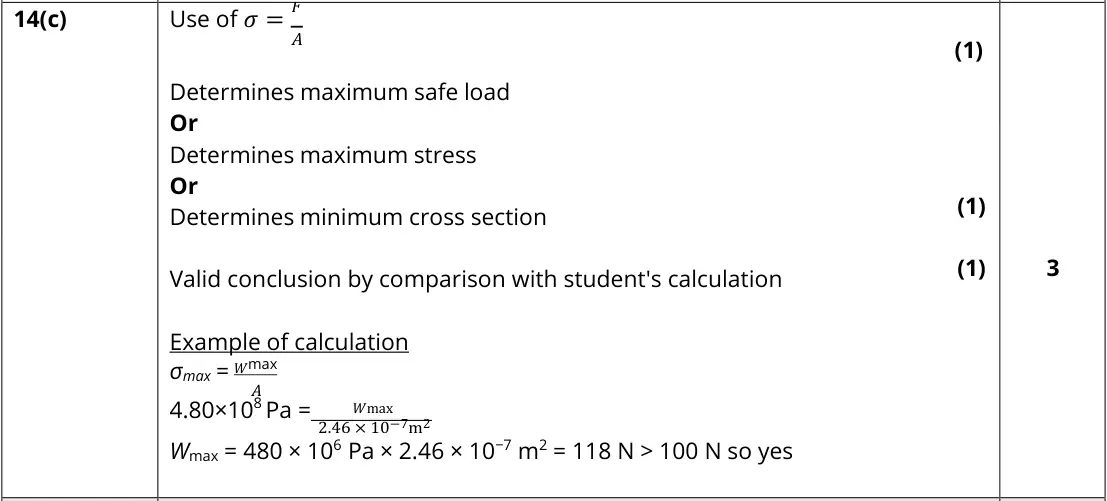 14(c)
Use of σ = F/A
(1)
Determines maximum safe load
Or
Determines maximum stress
Or
Determines minimum cross section
(1)
Valid conclusion by comparison with student's calculation
(1)
3
Example of calculation
σmax = Wmax/A
4.80×10⁸ Pa = Wmax/2.46 × 10⁻⁷m²
Wmax = 480 × 10⁶ Pa × 2.46 × 10⁻⁷ m² = 118 N > 100 N so yes